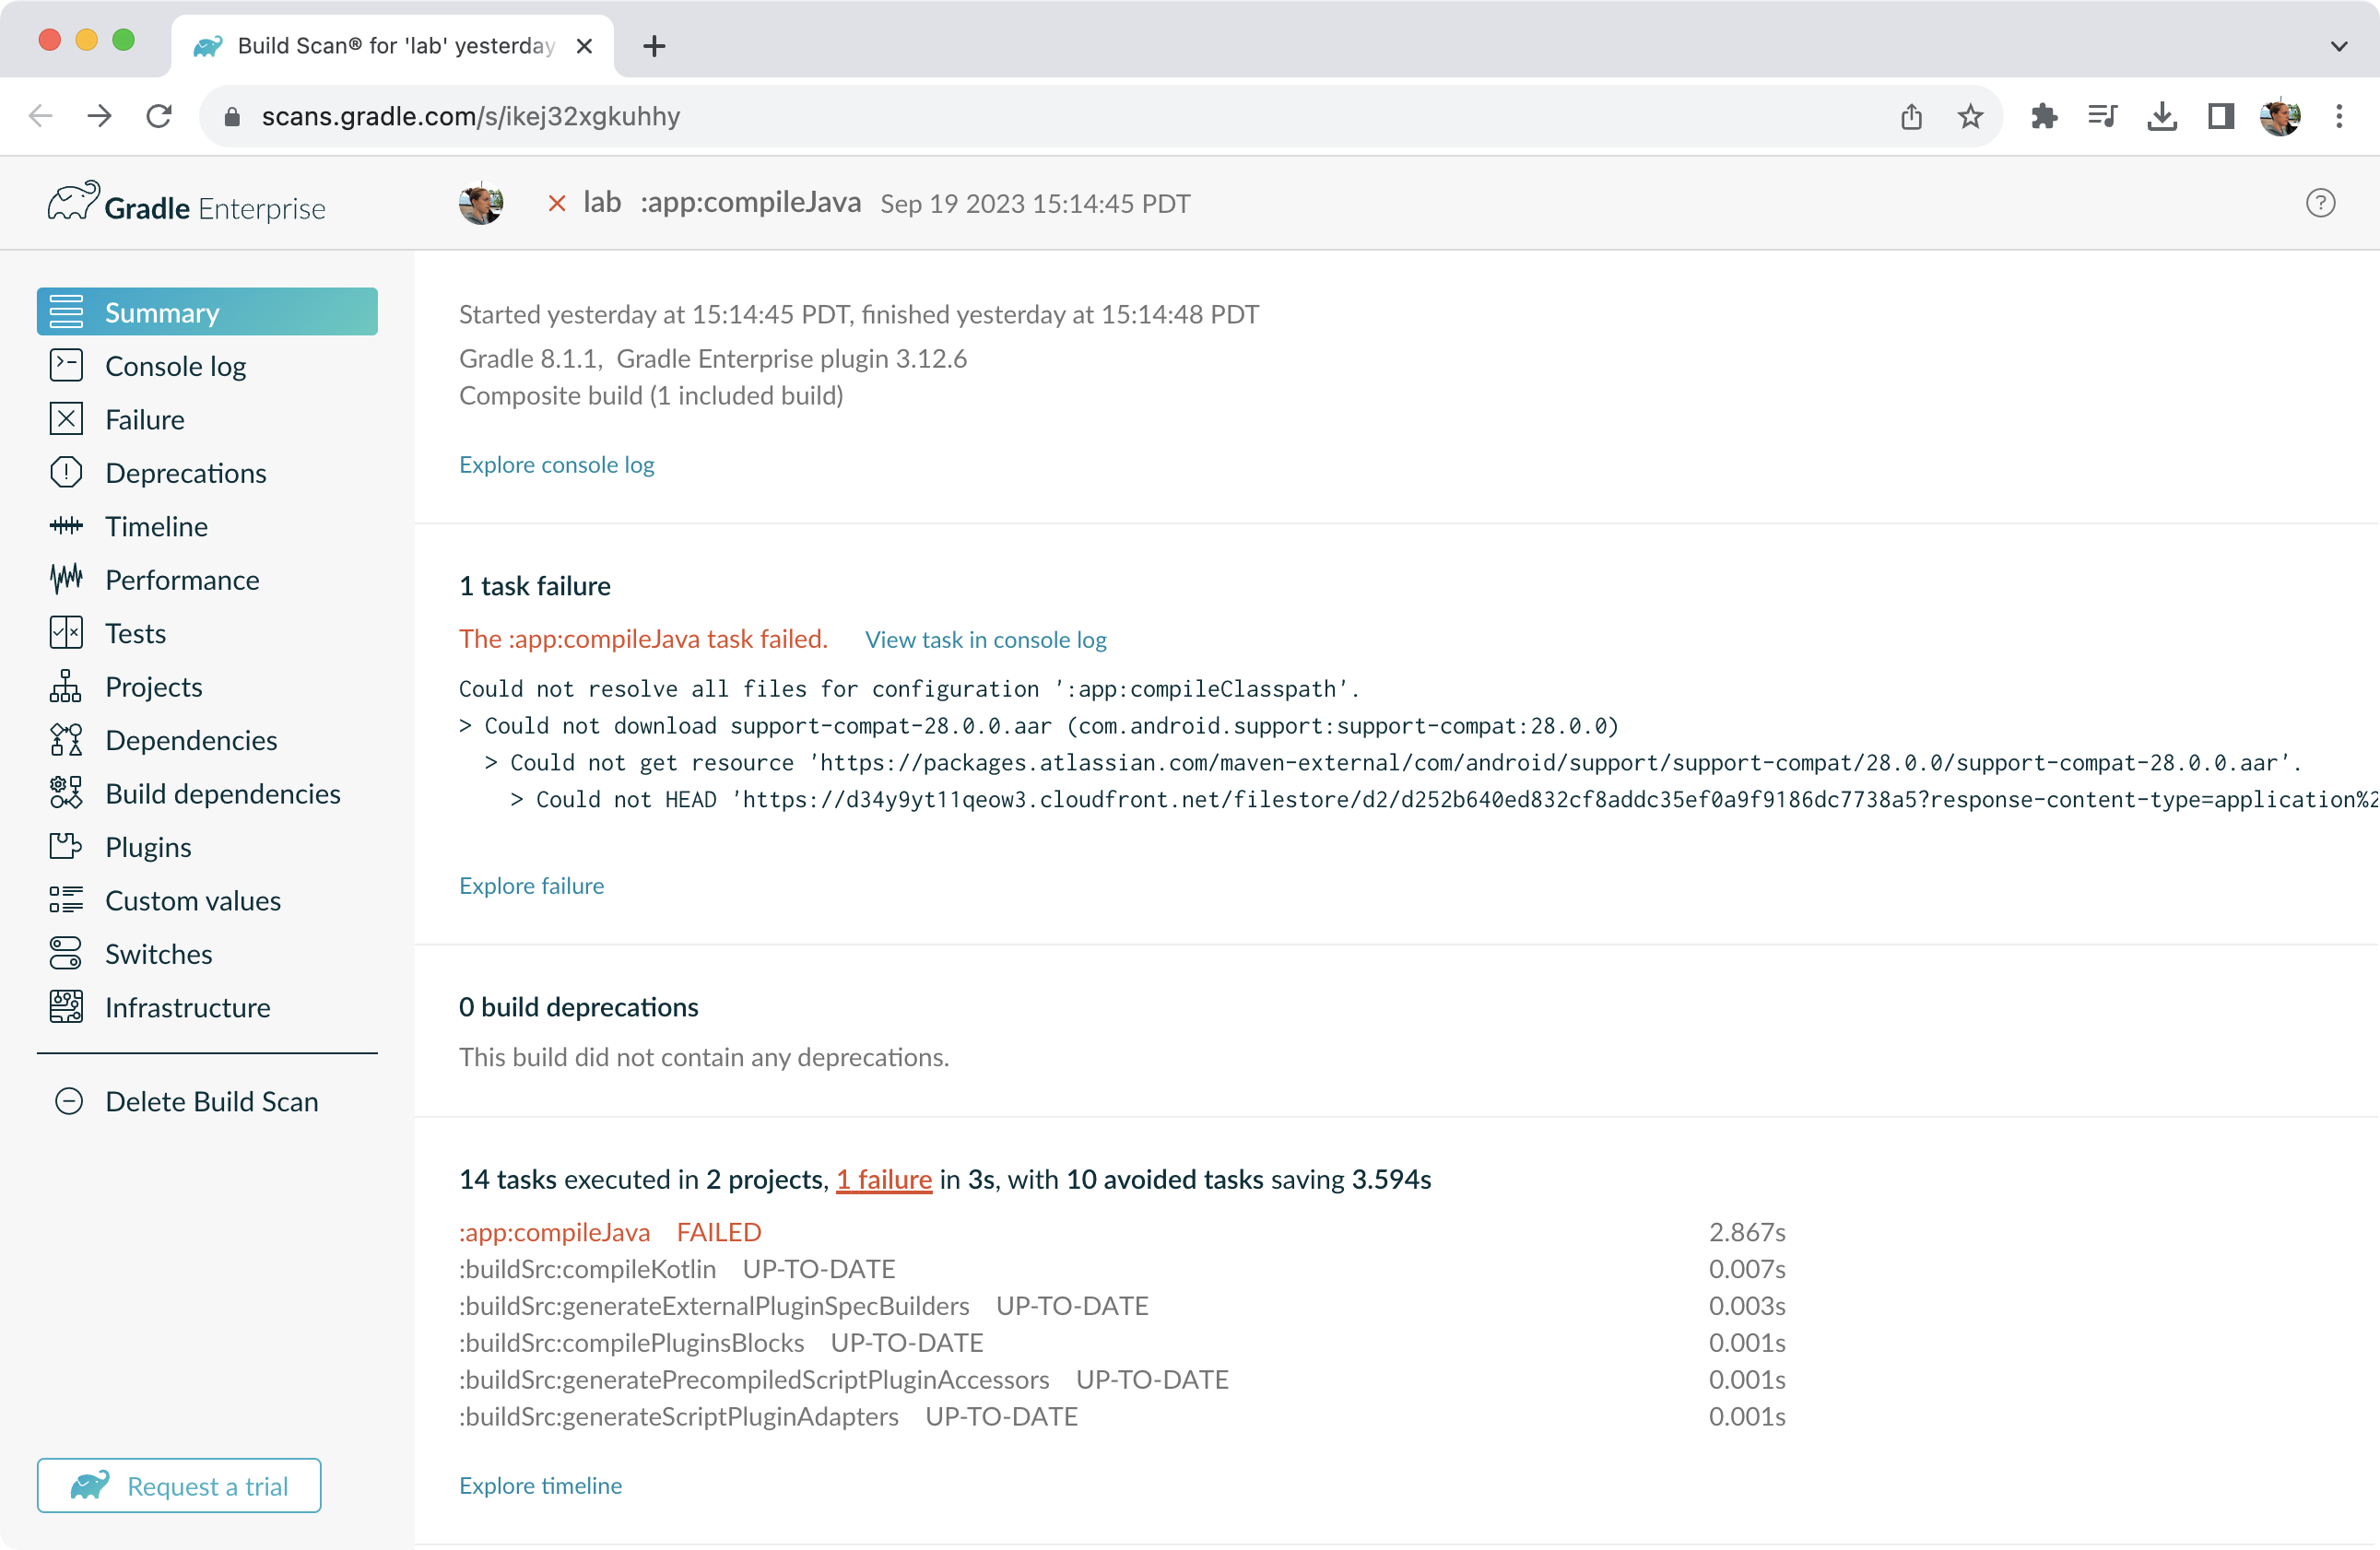 Build Scan® for 'lab' yesterday
scans.gradle.com/s/ikej32xgkuhhy
Gradle Enterprise
lab :app:compileJava Sep 19 2023 15:14:45 PDT
?
Summary
Console log
Failure
Deprecations
Timeline
Performance
Tests
Projects
Dependencies
Build dependencies
Plugins
Custom values
Switches
Infrastructure
Delete Build Scan
Request a trial
Started yesterday at 15:14:45 PDT, finished yesterday at 15:14:48 PDT
Gradle 8.1.1, Gradle Enterprise plugin 3.12.6
Composite build (1 included build)
Explore console log
1 task failure
The :app:compileJava task failed. View task in console log
Could not resolve all files for configuration ':app:compileClasspath'.
> Could not download support-compat-28.0.0.aar (com.android.support:support-compat:28.0.0)
> Could not get resource 'https://packages.atlassian.com/maven-external/com/android/support/support-compat/28.0.0/support-compat-28.0.0.aar'.
> Could not HEAD 'https://d34y9yt11qeow3.cloudfront.net/filestore/d2/d252b640ed832cf8addc35ef0a9f9186dc7738a5?response-content-type=application%2
Explore failure
0 build deprecations
This build did not contain any deprecations.
14 tasks executed in 2 projects, 1 failure in 3s, with 10 avoided tasks saving 3.594s
:app:compileJava FAILED 2.867s
:buildSrc:compileKotlin UP-TO-DATE 0.007s
:buildSrc:generateExternalPluginSpecBuilders UP-TO-DATE 0.003s
:buildSrc:compilePluginsBlocks UP-TO-DATE 0.001s
:buildSrc:generatePrecompiledScriptPluginAccessors UP-TO-DATE 0.001s
:buildSrc:generateScriptPluginAdapters UP-TO-DATE 0.001s
Explore timeline